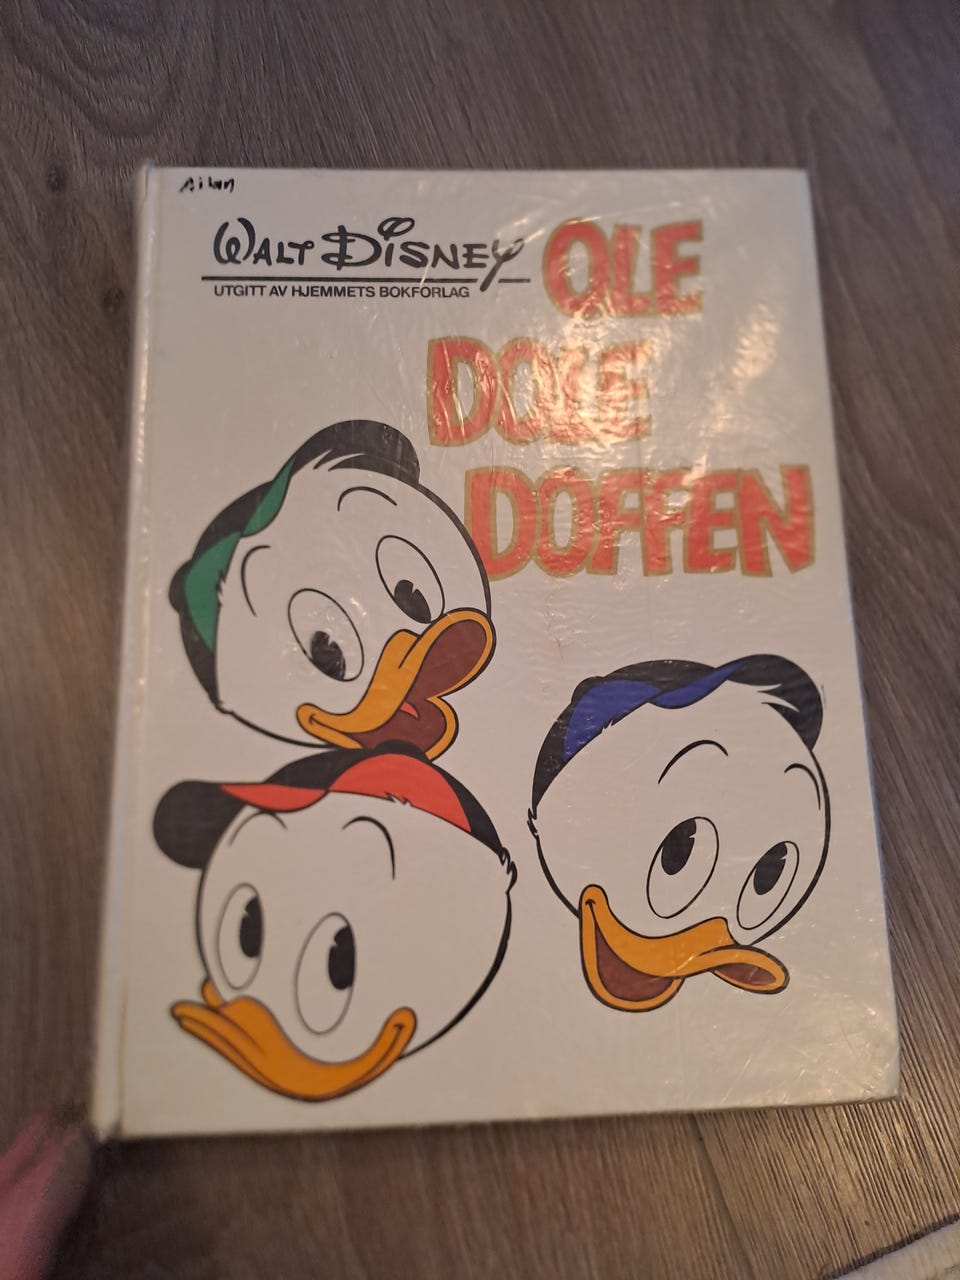 WALT DISNEY
UTGITT AV HJEMMETS BOKFORLAG
OLE
DOLE
DOFFEN